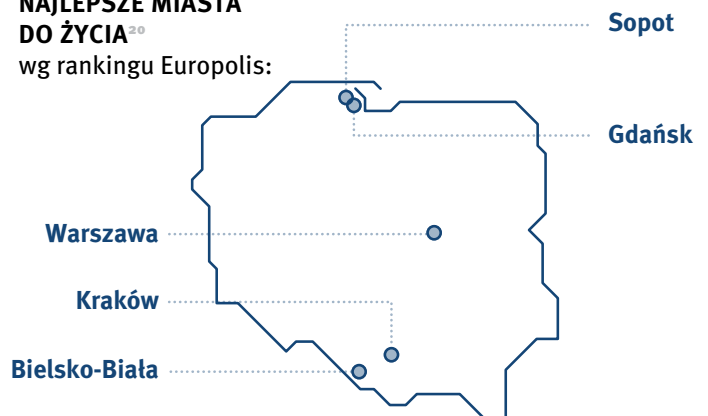 NAJLEPSZE MIASTA
DO ŻYCIA²⁰
wg rankingu Europolis:
Sopot
Gdańsk
Warszawa
Kraków
Bielsko-Biała